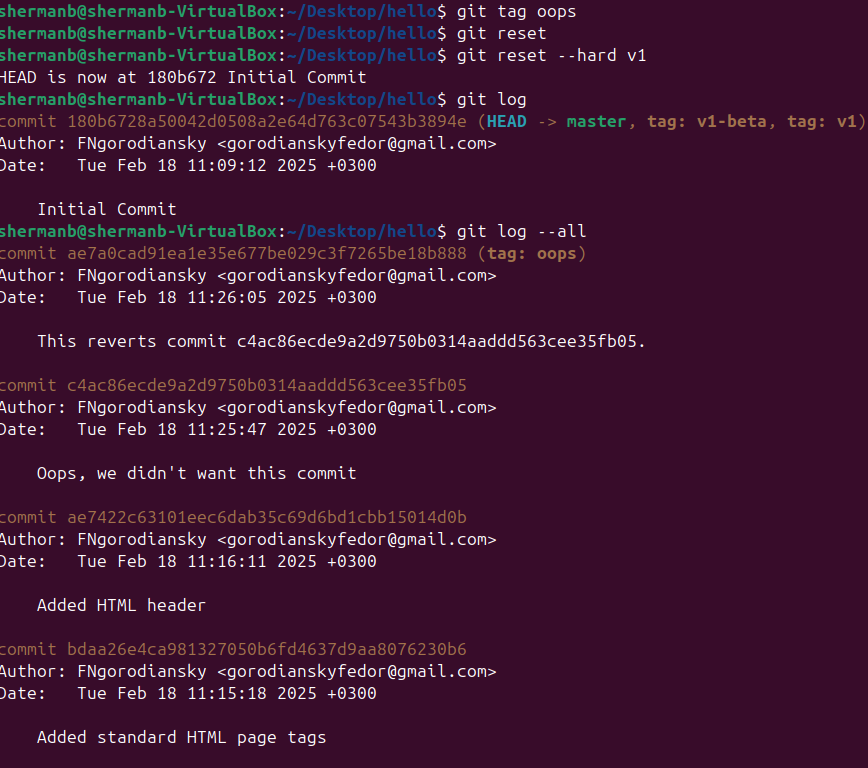 shermanb@shermanb-VirtualBox:~/Desktop/hello$ git tag oops
shermanb@shermanb-VirtualBox:~/Desktop/hello$ git reset
shermanb@shermanb-VirtualBox:~/Desktop/hello$ git reset --hard v1
HEAD is now at 180b672 Initial Commit
shermanb@shermanb-VirtualBox:~/Desktop/hello$ git log
commit 180b6728a50042d0508a2e64d763c07543b3894e (HEAD -> master, tag: v1-beta, tag: v1)
Author: FNgorodiansky <gorodianskyfedor@gmail.com>
Date:   Tue Feb 18 11:09:12 2025 +0300

    Initial Commit
shermanb@shermanb-VirtualBox:~/Desktop/hello$ git log --all
commit ae7a0cad91ea1e35e677be029c3f7265be18b888 (tag: oops)
Author: FNgorodiansky <gorodianskyfedor@gmail.com>
Date:   Tue Feb 18 11:26:05 2025 +0300

    This reverts commit c4ac86ecde9a2d9750b0314aaddd563cee35fb05.

commit c4ac86ecde9a2d9750b0314aaddd563cee35fb05
Author: FNgorodiansky <gorodianskyfedor@gmail.com>
Date:   Tue Feb 18 11:25:47 2025 +0300

    Oops, we didn't want this commit

commit ae7422c63101eec6dab35c69d6bd1cbb15014d0b
Author: FNgorodiansky <gorodianskyfedor@gmail.com>
Date:   Tue Feb 18 11:16:11 2025 +0300

    Added HTML header

commit bdaa26e4ca981327050b6fd4637d9aa8076230b6
Author: FNgorodiansky <gorodianskyfedor@gmail.com>
Date:   Tue Feb 18 11:15:18 2025 +0300

    Added standard HTML page tags